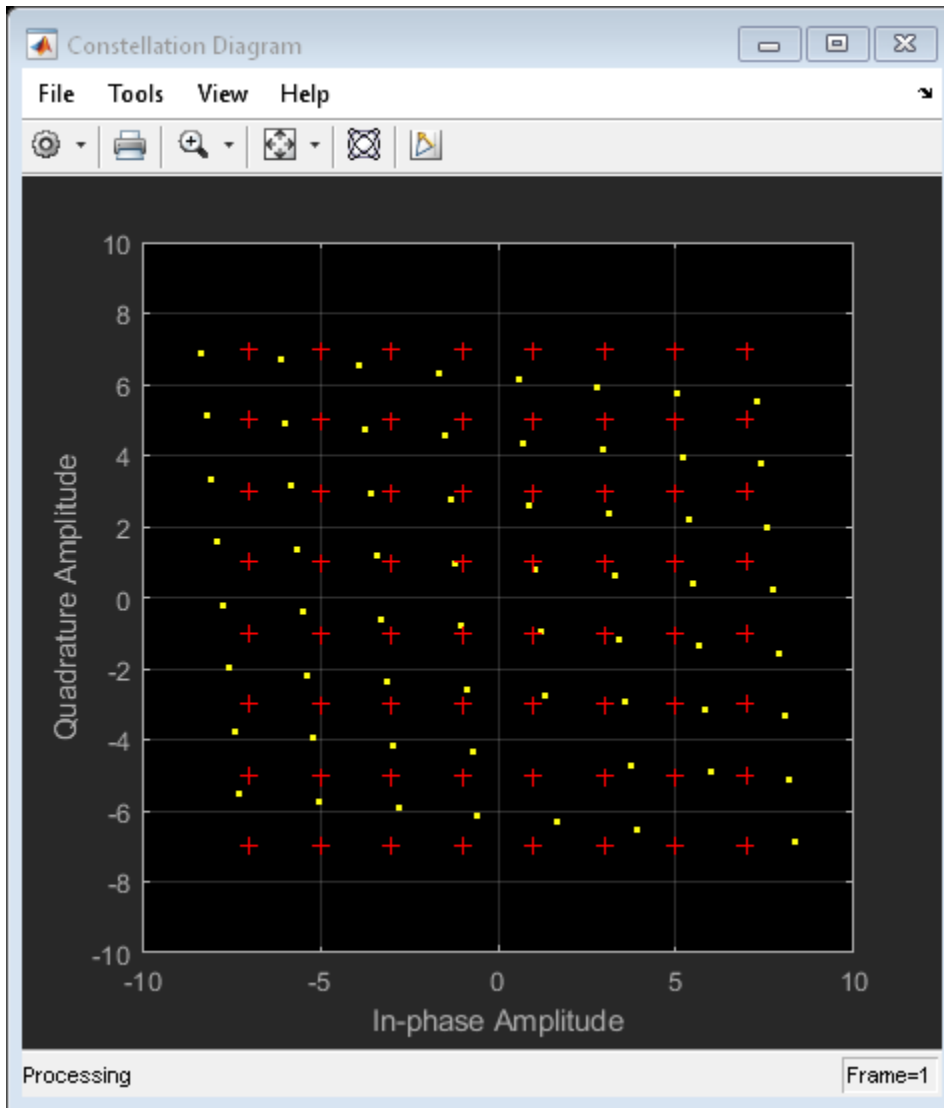 Constellation Diagram
File Tools View Help
10
8
6
4
2
0
-2
-4
-6
-8
-10
Quadrature Amplitude
-10 -5 0 5 10
In-phase Amplitude
Processing Frame=1